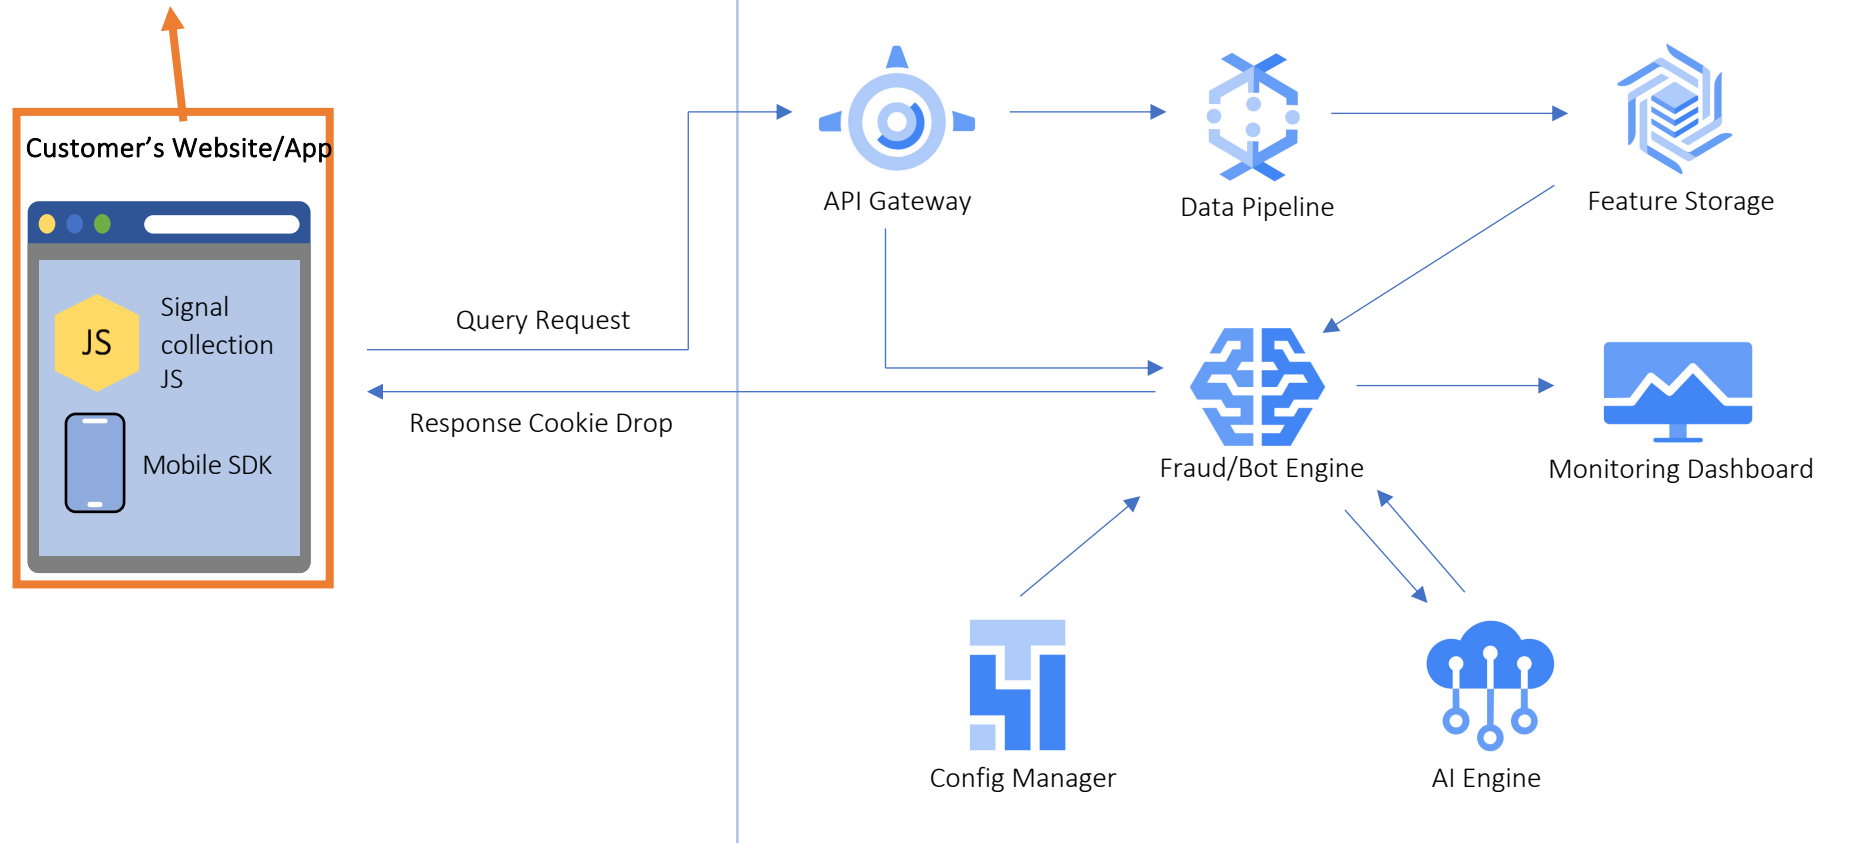 Customer’s Website/App
JS
Signal
collection
JS
Mobile SDK
Query Request
Response Cookie Drop
API Gateway
Data Pipeline
Feature Storage
Fraud/Bot Engine
Monitoring Dashboard
Config Manager
AI Engine